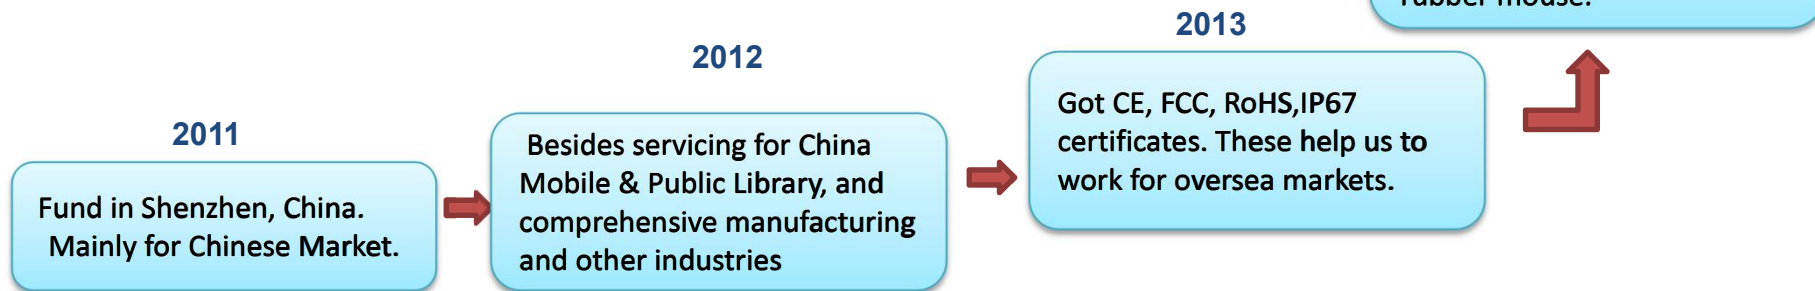 2011
Fund in Shenzhen, China.
Mainly for Chinese Market.
2012
Besides servicing for China
Mobile & Public Library, and
comprehensive manufacturing
and other industries
2013
Got CE, FCC, RoHS,IP67
certificates. These help us to
work for oversea markets.
rubber mouse.